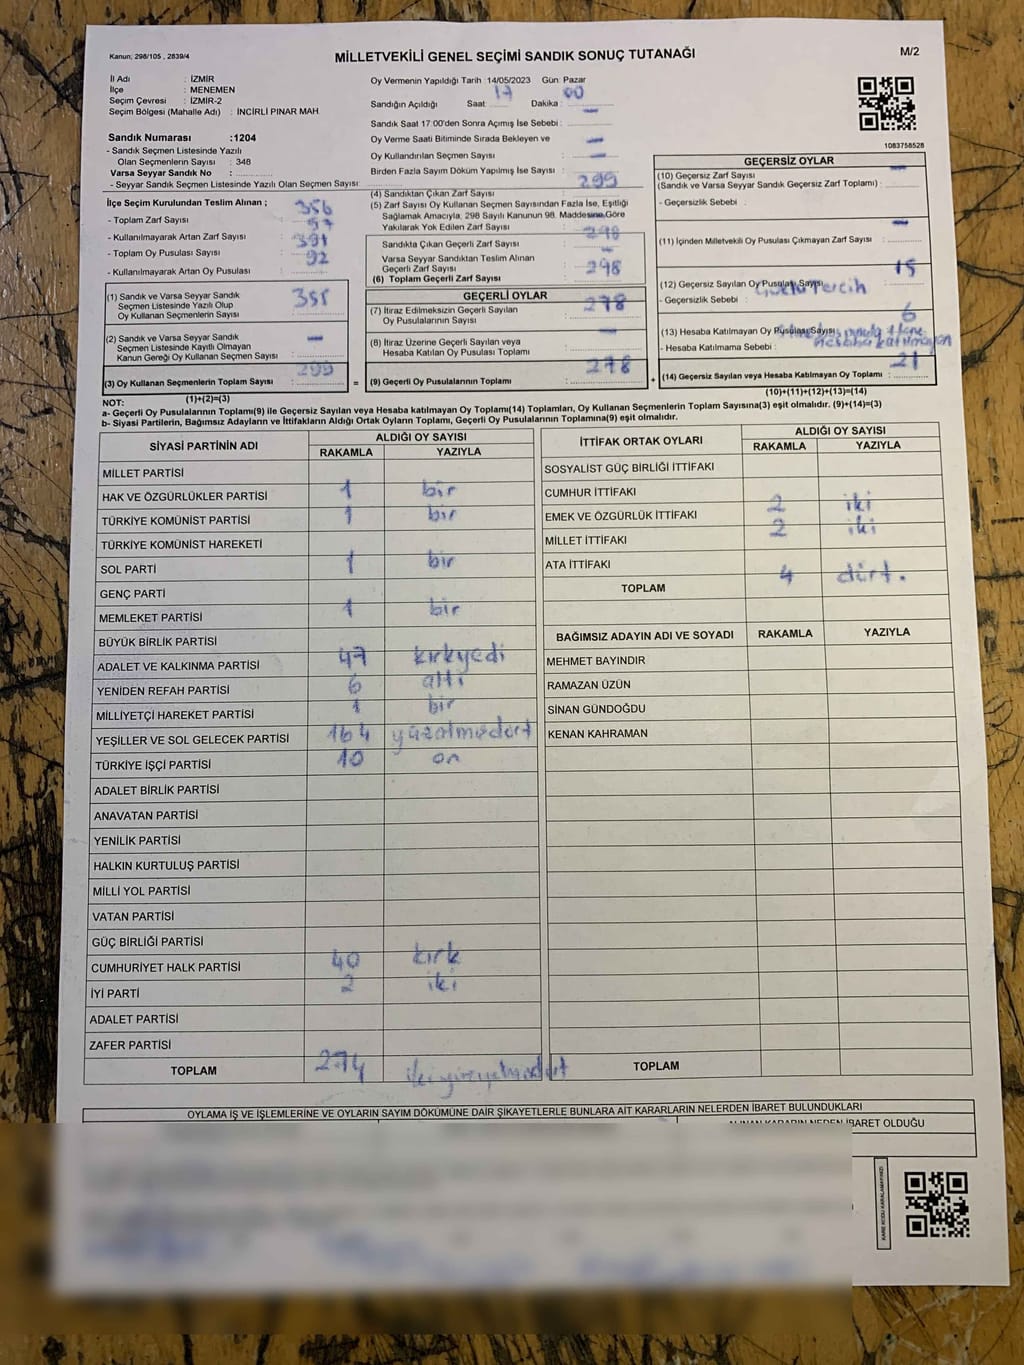 Kanun; 298/105 , 2839/4
MİLLETVEKİLİ GENEL SEÇİMİ SANDIK SONUÇ TUTANAĞI
M/2
İl Adı : İZMİR
İlçe : MENEMEN
Seçim Çevresi : İZMİR-2
Seçim Bölgesi (Mahalle Adı) : İNCİRLİ PINAR MAH
Sandık Numarası :1204
- Sandık Seçmen Listesinde Yazılı
Olan Seçmenlerin Sayısı : 348
Varsa Seyyar Sandık No :
- Seyyar Sandık Seçmen Listesinde Yazılı Olan Seçmen Sayısı:
İlçe Seçim Kurulundan Teslim Alınan ;
- Toplam Zarf Sayısı : 356
- Kullanılmayarak Artan Zarf Sayısı : 57
- Toplam Oy Pusulası Sayısı : 391
- Kullanılmayarak Artan Oy Pusulası : 92
Oy Vermenin Yapıldığı Tarih :14/05/2023 Gün: Pazar
Sandığın Açıldığı Saat: 17 Dakika : 00
Sandık Saat 17:00'den Sonra Açımış İse Sebebi : —
Oy Verme Saati Bitiminde Sırada Bekleyen ve
Oy Kullandırılan Seçmen Sayısı : —
Birden Fazla Sayım Döküm Yapılmış İse Sayısı : —
(4) Sandıktan Çıkan Zarf Sayısı : 299
(5) Zarf Sayısı Oy Kullanan Seçmen Sayısından Fazla İse, Eşitliği
Sağlamak Amacıyla, 298 Sayılı Kanunun 98. Maddesine Göre
Yakılarak Yok Edilen Zarf Sayısı : —
1083758528
(1) Sandık ve Varsa Seyyar Sandık
Seçmen Listesinde Yazılı Olup
Oy Kullanan Seçmenlerin Sayısı :
(2) Sandık ve Varsa Seyyar Sandık
Seçmen Listesinde Kayıtlı Olmayan
Kanun Gereği Oy Kullanan Seçmen Sayısı : —
(3) Oy Kullanan Seçmenlerin Toplam Sayısı : 299
(1)+(2)=(3)
Sandıkla Çıkan Geçerli Zarf Sayısı : 298
Varsa Seyyar Sandıktan Teslim Alınan
Geçerli Zarf Sayısı : —
(6) Toplam Geçerli Zarf Sayısı : 298
GEÇERLİ OYLAR
(7) İtiraz Edilmeksizin Geçerli Sayılan
Oy Pusulalarının Sayısı : 278
(8) İtiraz Üzerine Geçerli Sayılan veya
Hesaba Katılan Oy Pusulası Toplamı : —
= (9) Geçerli Oy Pusulalarının Toplamı : 278
GEÇERSİZ OYLAR
(10) Geçersiz Zarf Sayısı
(Sandık ve Varsa Seyyar Sandık Geçersiz Zarf Toplamı) : —
- Geçersizlik Sebebi :
(11) İçinden Milletvekili Oy Pusulası Çıkmayan Zarf Sayısı : —
(12) Geçersiz Sayılan Oy Pusulası Sayısı : 15
- Geçersizlik Sebebi : Tercih
(13) Hesaba Katılmayan Oy Pusulası Sayısı : 6
- Hesaba Katılmama Sebebi : Hesaba katılmayan
+ (14) Geçersiz Sayılan veya Hesaba Katılmayan Oy Toplamı : 21
(10)+(11)+(12)+(13)=(14)
NOT:
a- Geçerli Oy Pusulalarının Toplamı(9) ile Geçersiz Sayılan veya Hesaba katılmayan Oy Toplamı(14) Toplamları, Oy Kullanan Seçmenlerin Toplam Sayısına(3) eşit olmalıdır. (9)+(14)=(3)
b- Siyasi Partilerin, Bağımsız Adayların ve İttifakların Aldığı Ortak Oyların Toplamı, Geçerli Oy Pusulalarının Toplamına(9) eşit olmalıdır.
SİYASİ PARTİNİN ADI ALDIĞI OY SAYISI
RAKAMLA YAZIYLA
MİLLET PARTİSİ
HAK VE ÖZGÜRLÜKLER PARTİSİ 1 bir
TÜRKİYE KOMÜNİST PARTİSİ 1 bir
TÜRKİYE KOMÜNİST HAREKETİ
SOL PARTİ 1 bir
GENÇ PARTİ
MEMLEKET PARTİSİ 1 bir
BÜYÜK BİRLİK PARTİSİ
ADALET VE KALKINMA PARTİSİ 47 kırkyedi
YENİDEN REFAH PARTİSİ 6 altı
MİLLİYETÇİ HAREKET PARTİSİ 1 bir
YEŞİLLER VE SOL GELECEK PARTİSİ 164 yüzatmışdört
TÜRKİYE İŞÇİ PARTİSİ 10 on
ADALET BİRLİK PARTİSİ
ANAVATAN PARTİSİ
YENİLİK PARTİSİ
HALKIN KURTULUŞ PARTİSİ
MİLLİ YOL PARTİSİ
VATAN PARTİSİ
GÜÇ BİRLİĞİ PARTİSİ
CUMHURİYET HALK PARTİSİ 40 kırk
İYİ PARTİ 2 iki
ADALET PARTİSİ
ZAFER PARTİSİ
TOPLAM 274
İTTİFAK ORTAK OYLARI ALDIĞI OY SAYISI
RAKAMLA YAZIYLA
SOSYALİST GÜÇ BİRLİĞİ İTTİFAKI
CUMHUR İTTİFAKI
EMEK VE ÖZGÜRLÜK İTTİFAKI 2 iki
MİLLET İTTİFAKI 2 iki
ATA İTTİFAKI
TOPLAM 4 dört.
BAĞIMSIZ ADAYIN ADI VE SOYADI RAKAMLA YAZIYLA
MEHMET BAYINDIR
RAMAZAN ÜZÜN
SİNAN GÜNDOĞDU
KENAN KAHRAMAN
TOPLAM
OYLAMA İŞ VE İŞLEMLERİNE VE OYLARIN SAYIM DÖKÜMÜNE DAİR ŞİKAYETLERLE BUNLARA AİT KARARLARIN NELERDEN İBARET BULUNDUKLARI
ALINAN KARARIN NEDEN İBARET OLDUĞU
KARE KODU KARALAMAYINIZ!